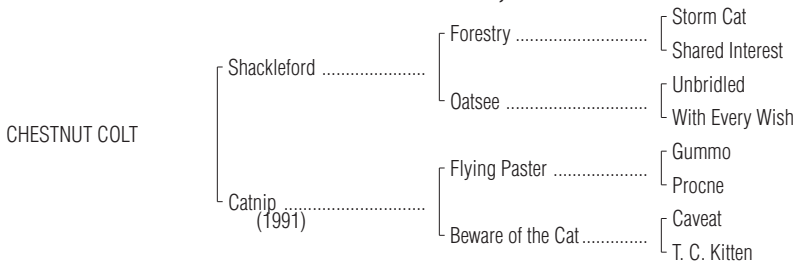 Storm Cat
Forestry ....................................
Shared Interest
Shackleford ............................
Unbridled
Oatsee ......................................
With Every Wish
CHESTNUT COLT
Gummo
Flying Paster .........................
Procne
Catnip ......................................
(1991)
Caveat
Beware of the Cat..................
T. C. Kitten